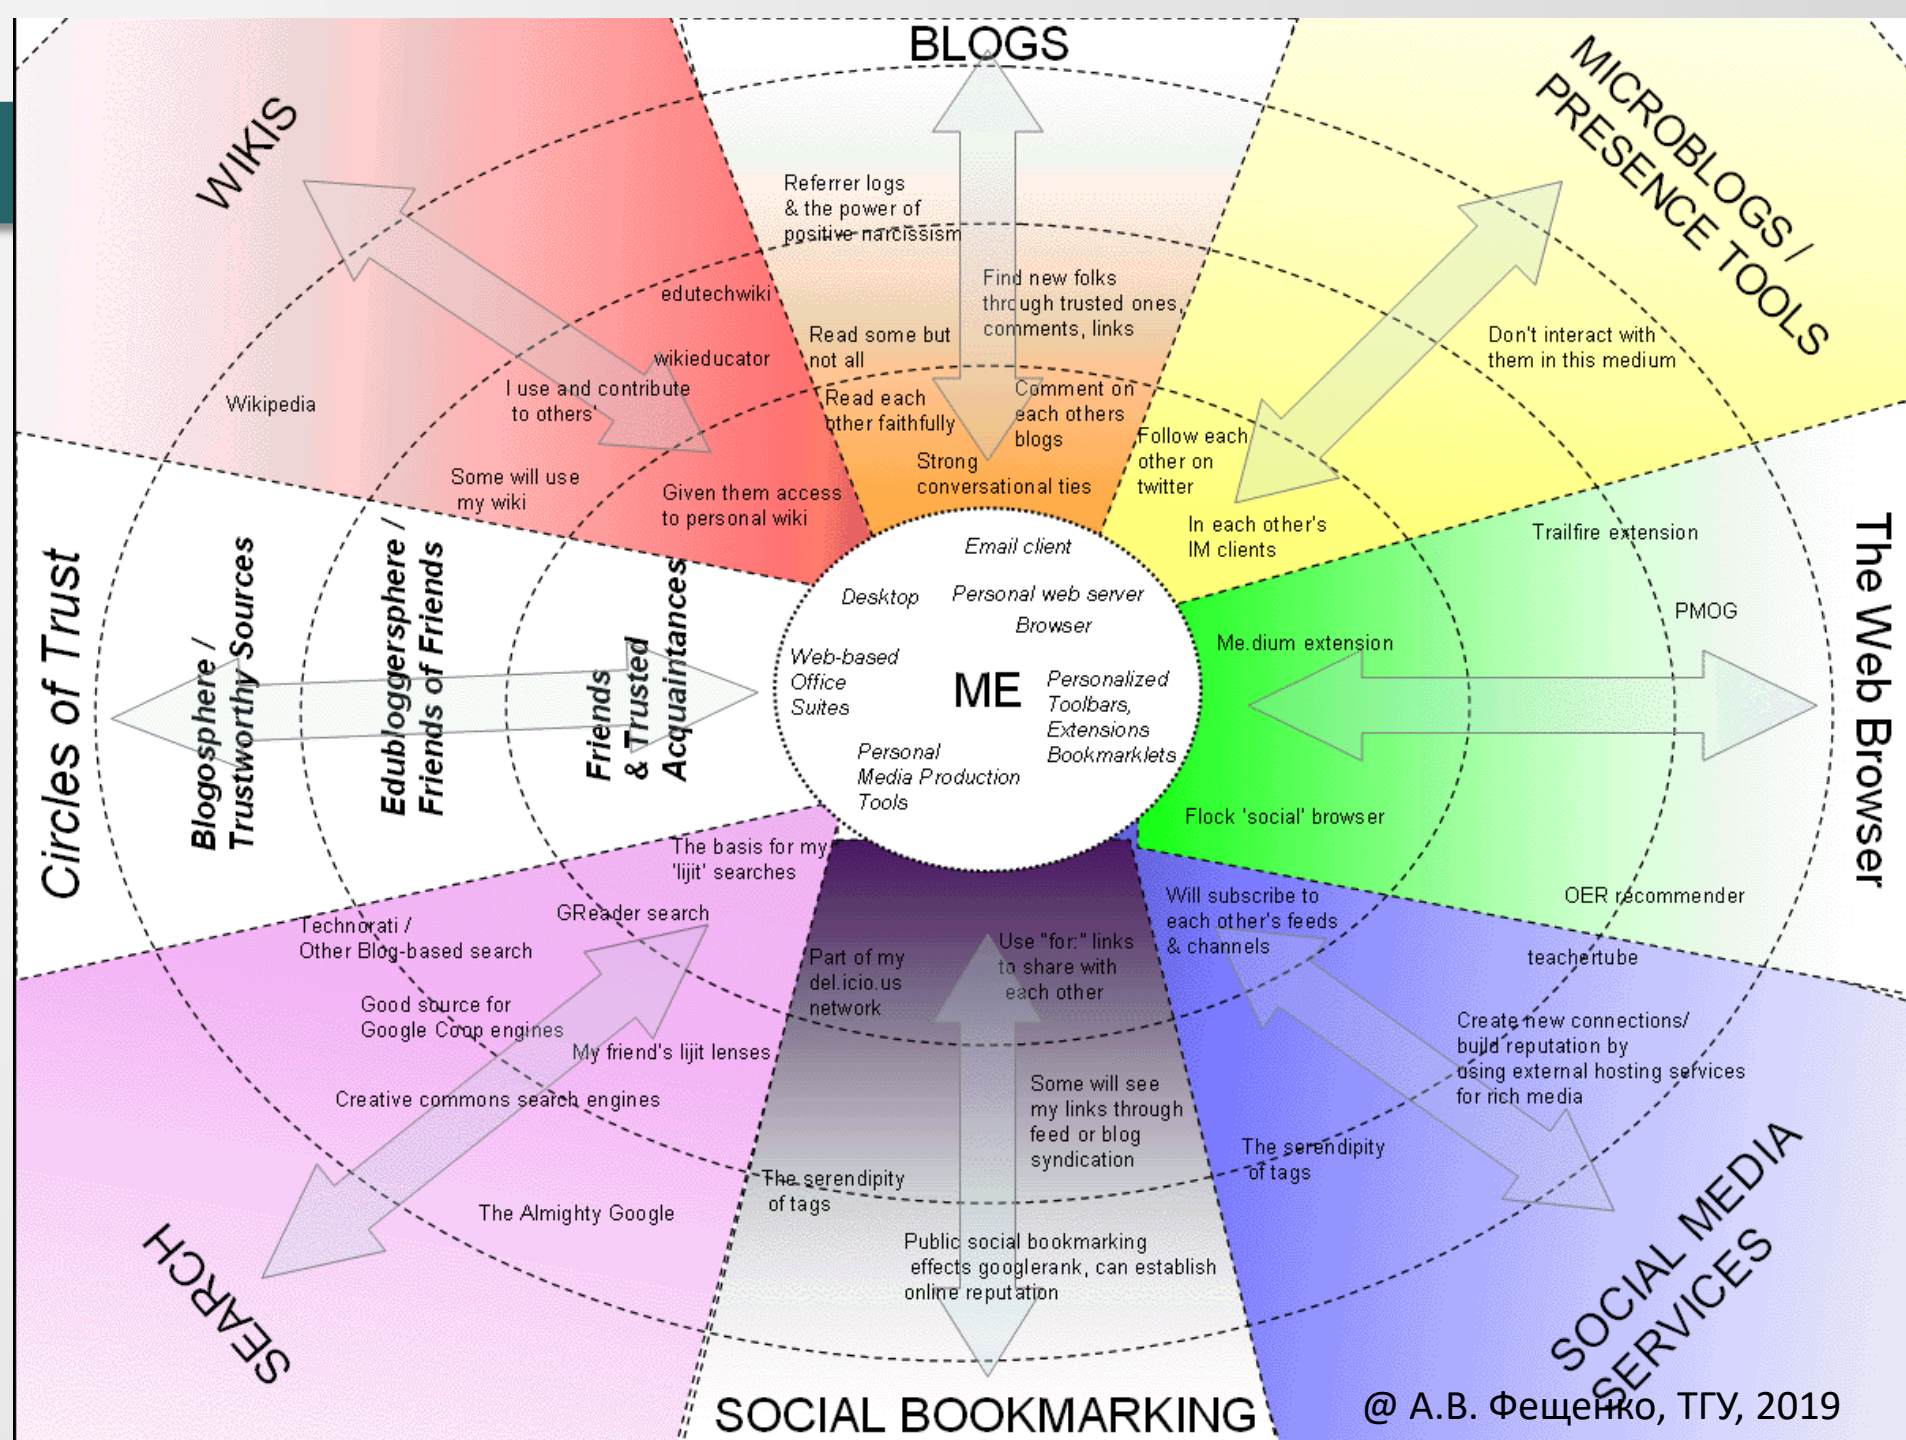 BLOGS
MICROBLOGS /
PRESENCE TOOLS
WIKIS
Referrer logs
& the power of
positive narcissism
Find new folks
through trusted ones,
comments, links
Read some but
not all
Read each
other faithfully
Comment on
each others
blogs
Strong
conversational ties
edutechwiki
wikieducator
I use and contribute
to others'
Wikipedia
Some will use
my wiki
Given them access
to personal wiki
Don't interact with
them in this medium
Follow each
other on
twitter
In each other's
IM clients
The Web Browser
Trailfire extension
PMOG
Me.dium extension
Flock 'social' browser
OER recommender
Circles of Trust
Blogosphere /
Trustworthy Sources
Edubloggersphere /
Friends of Friends
Friends
& Trusted
Acquaintances
Email client
Desktop
Personal web server
Browser
Web-based
Office
Suites
ME
Personalized
Toolbars,
Extensions
Bookmarklets
Personal
Media Production
Tools
The basis for my
'lijit' searches
GReader search
Technorati /
Other Blog-based search
Good source for
Google Coop engines
My friend's lijit lenses
Creative commons search engines
The Almighty Google
SEARCH
Part of my
del.icio.us
network
Use "for:" links
to share with
each other
Some will see
my links through
feed or blog
syndication
The serendipity
of tags
Public social bookmarking
effects googlerank, can establish
online reputation
SOCIAL BOOKMARKING
Will subscribe to
each other's feeds
& channels
teachertube
Create new connections/
build reputation by
using external hosting services
for rich media
The serendipity
of tags
SOCIAL MEDIA
SERVICES
@ А.В. Фещенко, ТГУ, 2019